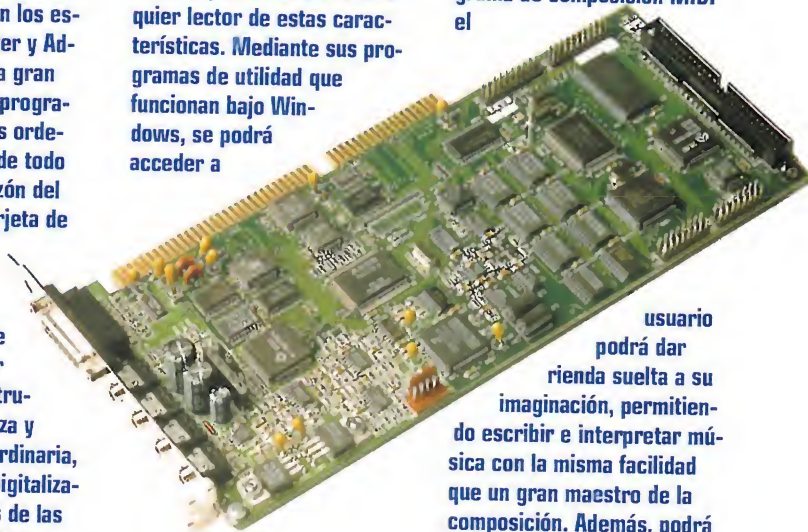 n los es-
er y Ad-
a gran
progra-
s orde-
de todo
zón del
rjeta de
e
r
tru-
za y
rdinaria,
igitaliza-
s de las
quier lector de estas carac-
terísticas. Mediante sus pro-
gramas de utilidad que
funcionan bajo Win-
dows, se podrá
acceder a
el
usuario
podrá dar
rienda suelta a su
imaginación, permitien-
do escribir e interpretar mú-
sica con la misma facilidad
que un gran maestro de la
composición. Además, podrá